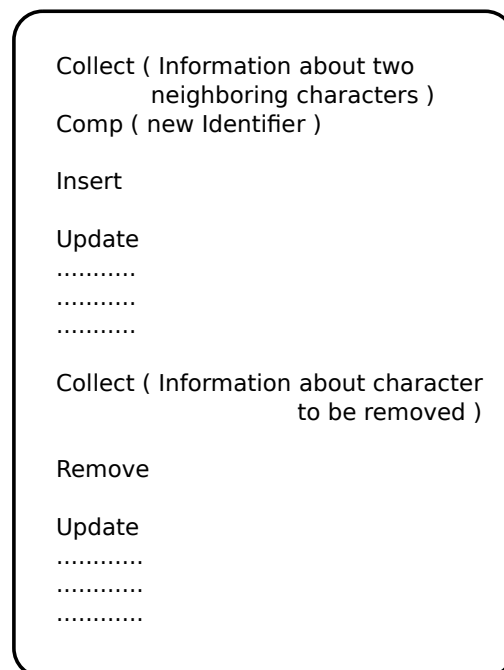 Collect ( Information about two
neighboring characters )
Comp ( new Identifier )
Insert
Update
...........
...........
...........
Collect ( Information about character
to be removed )
Remove
Update
............
............
............